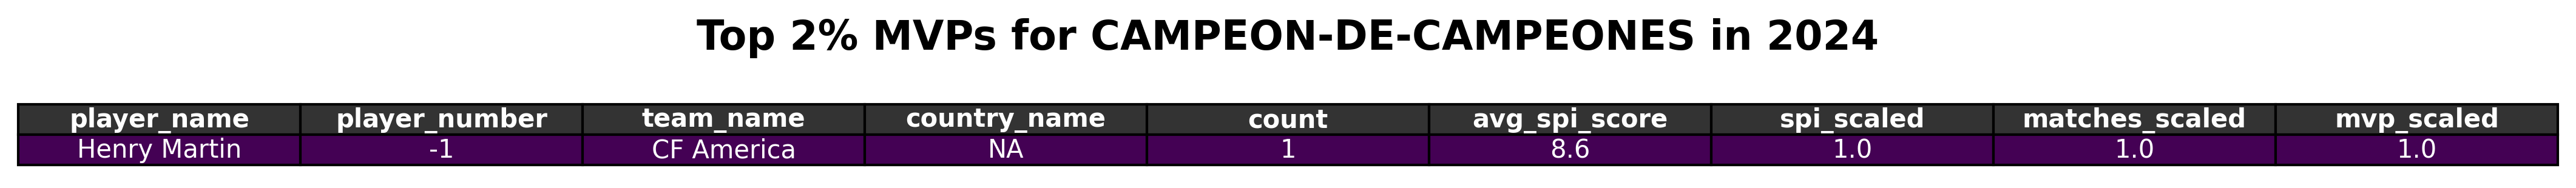 Top 2% MVPs for CAMPEON-DE-CAMPEONES in 2024
player_name player_number team_name country_name count avg_spi_score spi_scaled matches_scaled mvp_scaled
Henry Martin -1 CF America NA 1 8.6 1.0 1.0 1.0